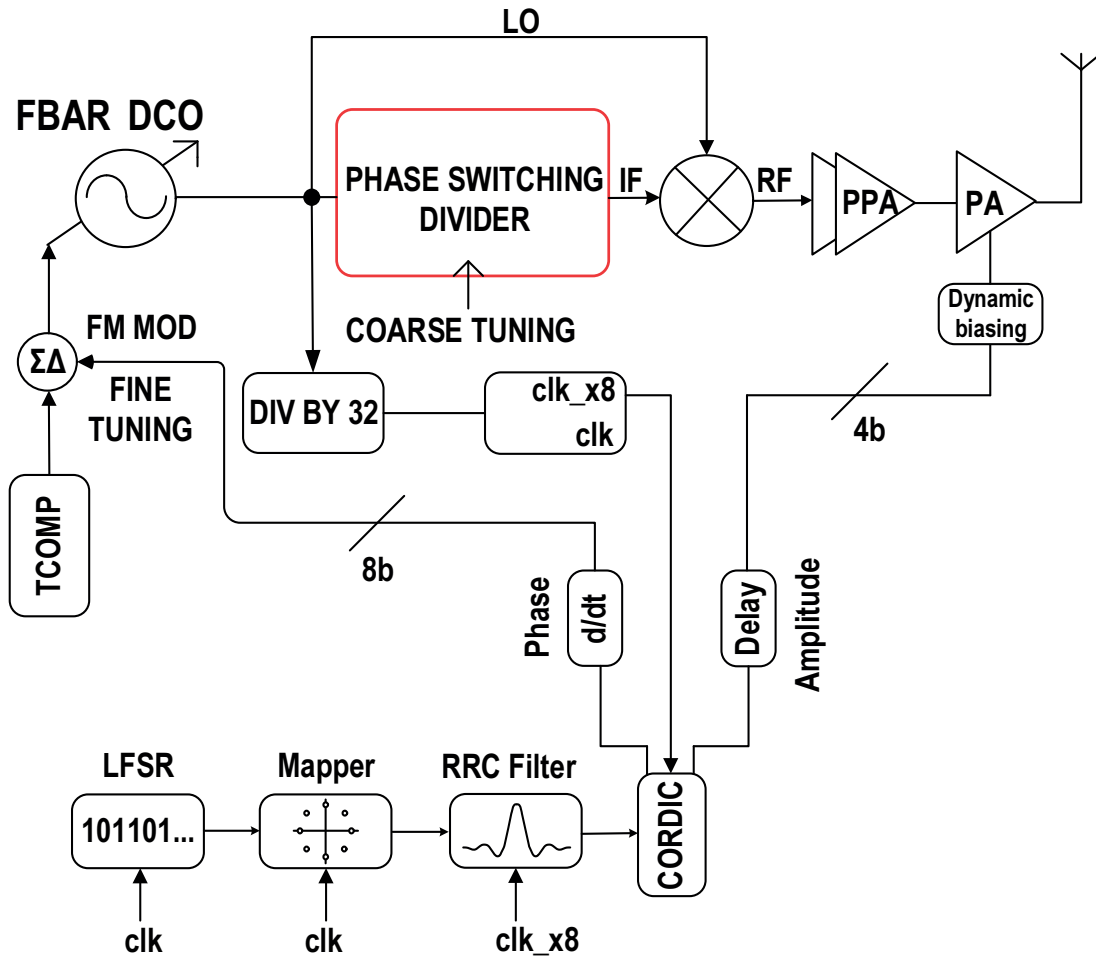 LO
FBAR DCO
PHASE SWITCHING
DIVIDER
IF
RF
PPA
PA
Dynamic
biasing
COARSE TUNING
FM MOD
ΣΔ
FINE
TUNING
DIV BY 32
clk_x8
clk
4b
TCOMP
8b
Phase
d/dt
Delay
Amplitude
LFSR
Mapper
RRC Filter
101101...
CORDIC
clk
clk
clk_x8